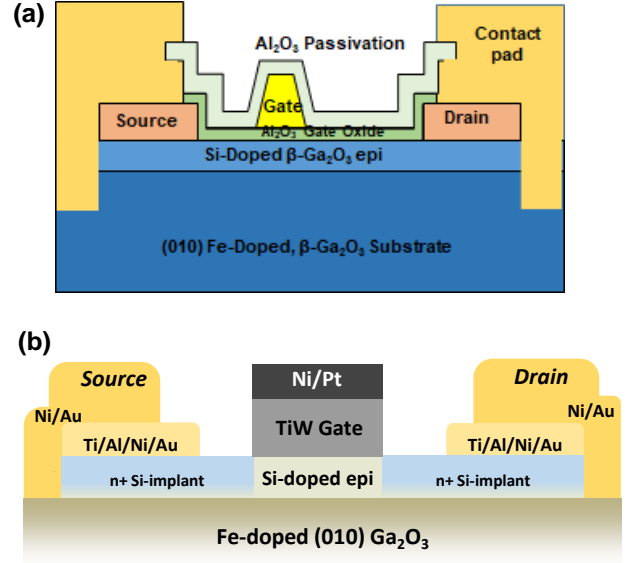 (a)
Al₂O₃ Passivation
Contact
pad
Gate
Source
Drain
Al₂O₃ Gate Oxide
Si-Doped β-Ga₂O₃ epi
(010) Fe-Doped, β-Ga₂O₃ Substrate
(b)
Source
Ni/Pt
Drain
Ni/Au
Ni/Au
TiW Gate
Ti/Al/Ni/Au
Ti/Al/Ni/Au
n+ Si-implant
Si-doped epi
n+ Si-implant
Fe-doped (010) Ga₂O₃